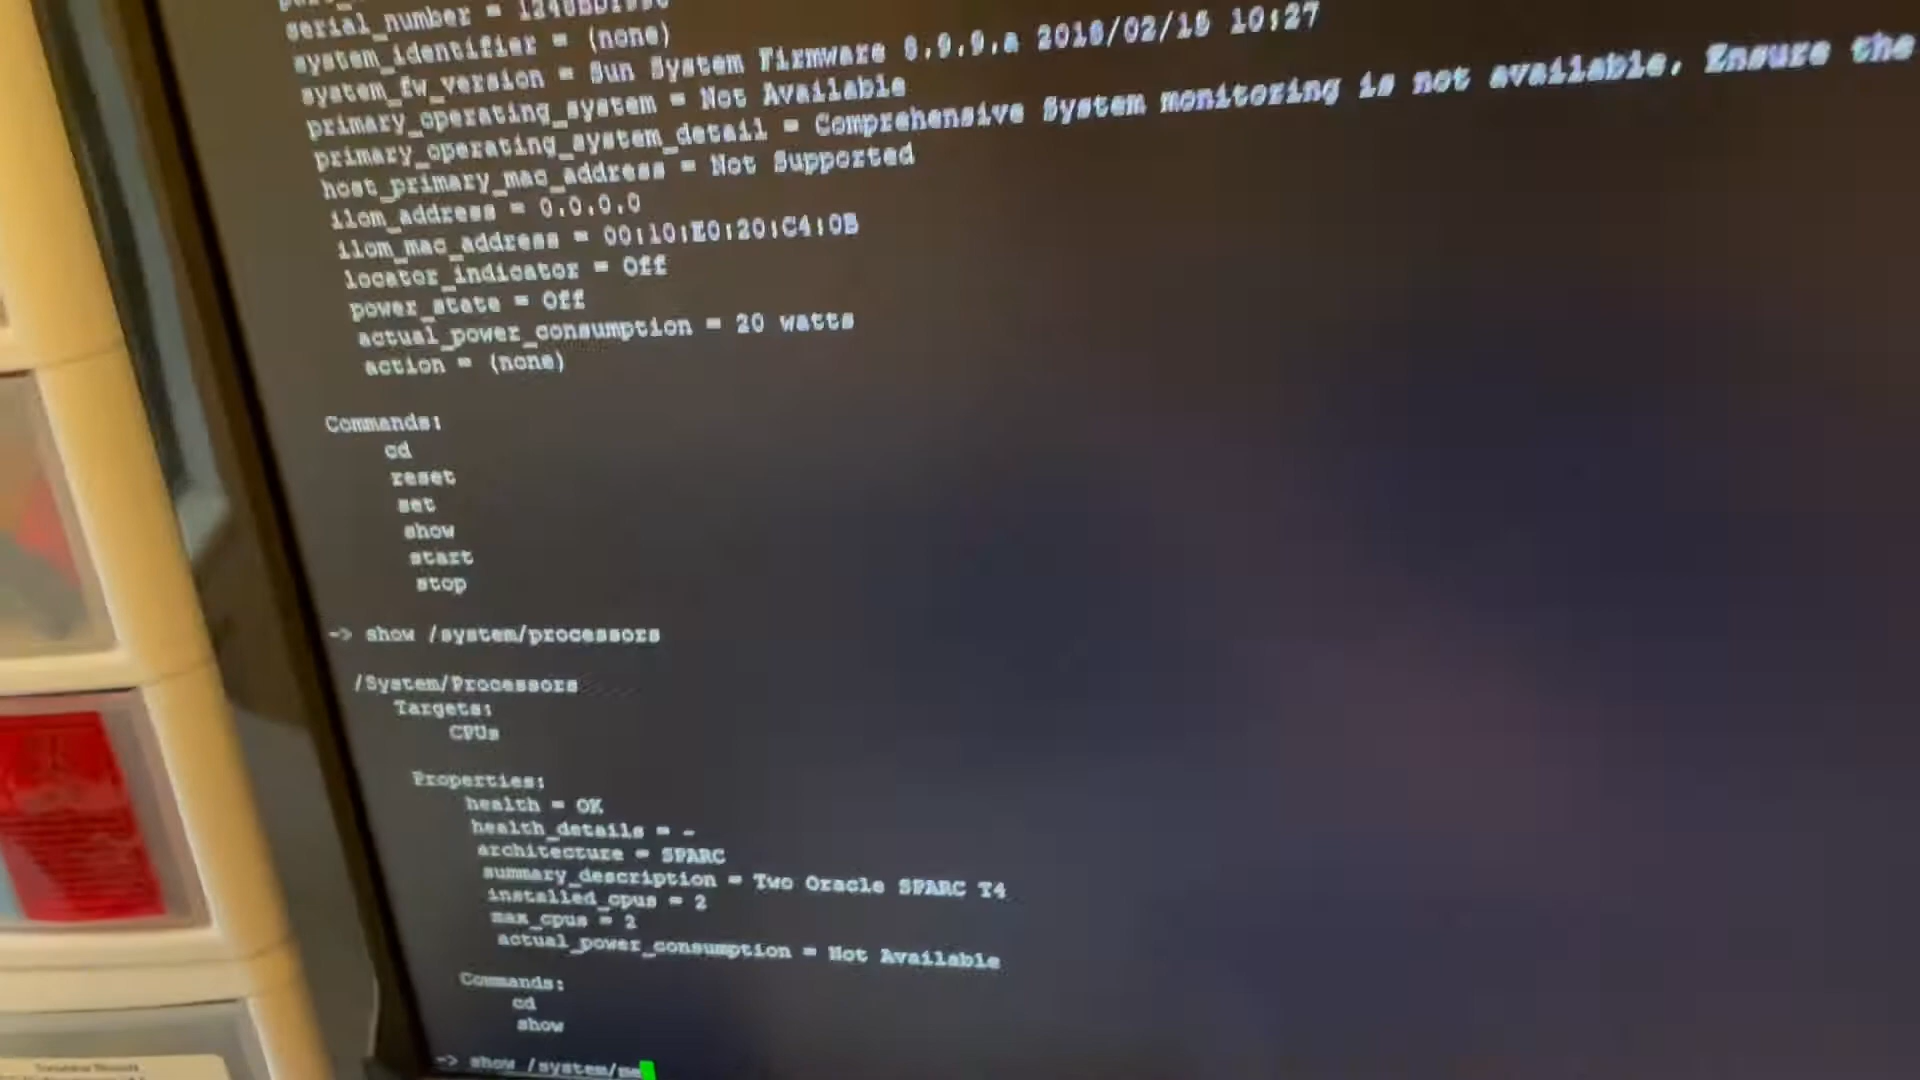 serial_number =
system_identifier = (none)
system_fw_version = Sun System Firmware 8.9.9.a 2018/02/15 10:27
primary_operating_system = Not Available
primary_operating_system_detail = Comprehensive System monitoring is not available. Ensure the
host_primary_mac_address = Not Supported
ilom_address = 0.0.0.0
ilom_mac_address = 00:10:E0:20:C4:0B
locator_indicator = Off
power_state = Off
actual_power_consumption = 20 watts
action = (none)
Commands:
cd
reset
set
show
start
stop
-> show /system/processors
/System/Processors
Targets:
CPUs
Properties:
health = OK
health_details = -
architecture = SPARC
summary_description = Two Oracle SPARC T4
installed_cpus = 2
max_cpus = 2
actual_power_consumption = Not Available
Commands:
cd
show
-> show /system/me